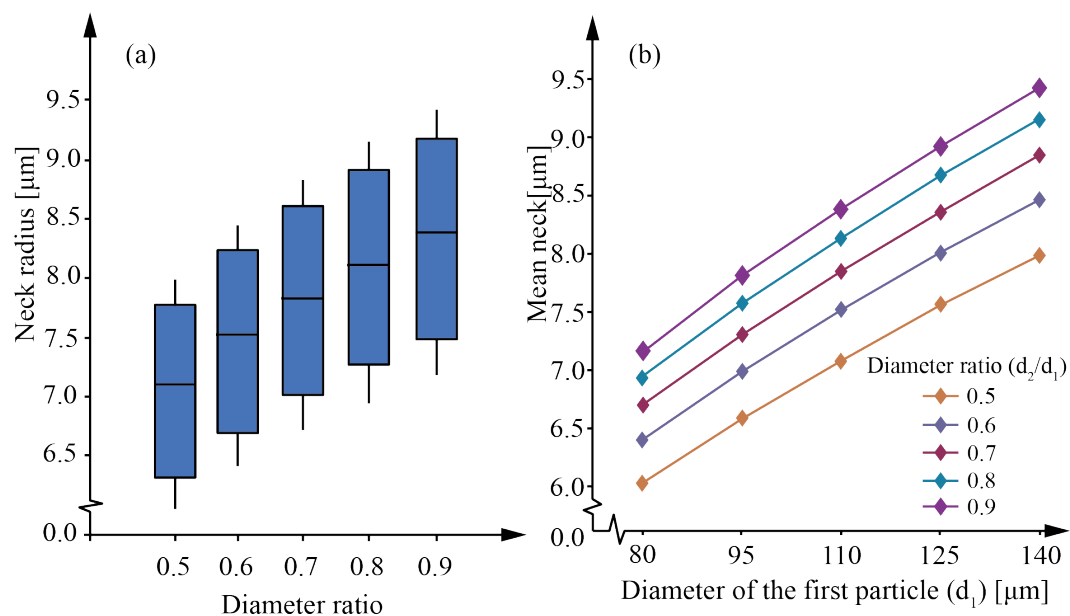 (a)
Neck radius [μm]
9.5
9.0
8.5
8.0
7.5
7.0
6.5
0.0
0.5 0.6 0.7 0.8 0.9
Diameter ratio
(b)
Mean neck[μm]
9.5
9.0
8.5
8.0
7.5
7.0
6.5
6.0
0.0
Diameter ratio (d₂/d₁)
0.5
0.6
0.7
0.8
0.9
80 95 110 125 140
Diameter of the first particle (d₁) [μm]